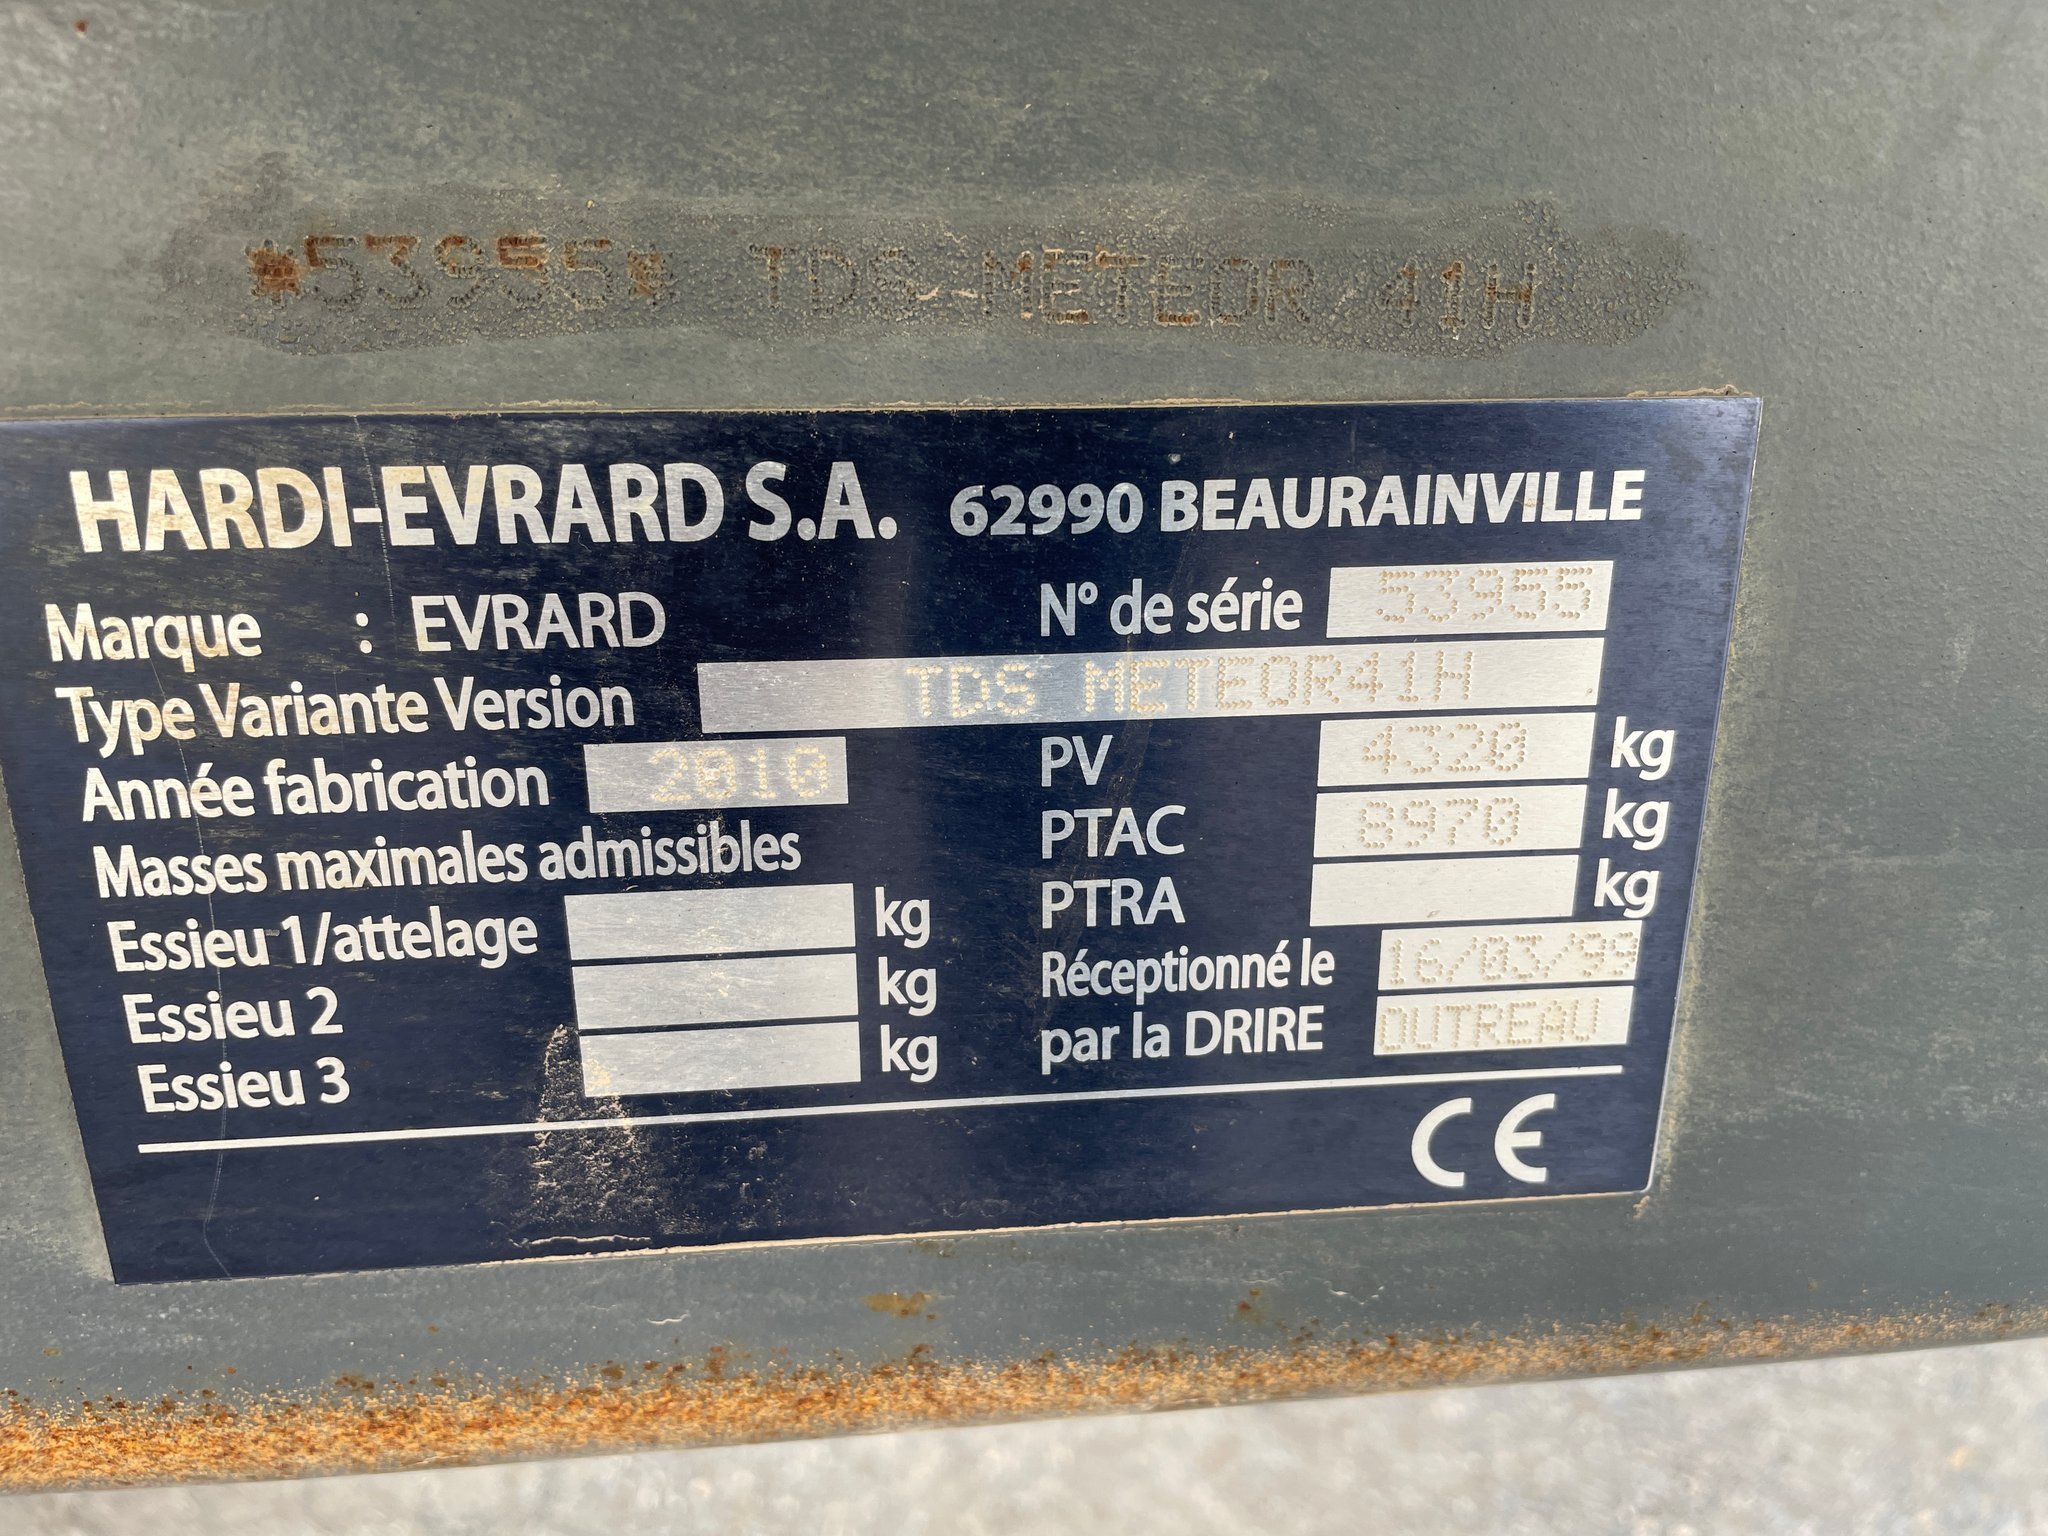 *53955* TDS METEOR 41H
HARDI-EVRARD S.A. 62990 BEAURAINVILLE
Marque : EVRARD N° de série 53955
Type Variante Version TDS METEOR41H
Année fabrication 2010 PV 4320 kg
Masses maximales admissibles PTAC 8970 kg
Essieu 1/attelage kg PTRA kg
Essieu 2 kg Réceptionné le 16/03/99
Essieu 3 kg par la DRIRE OUTREAU
CE